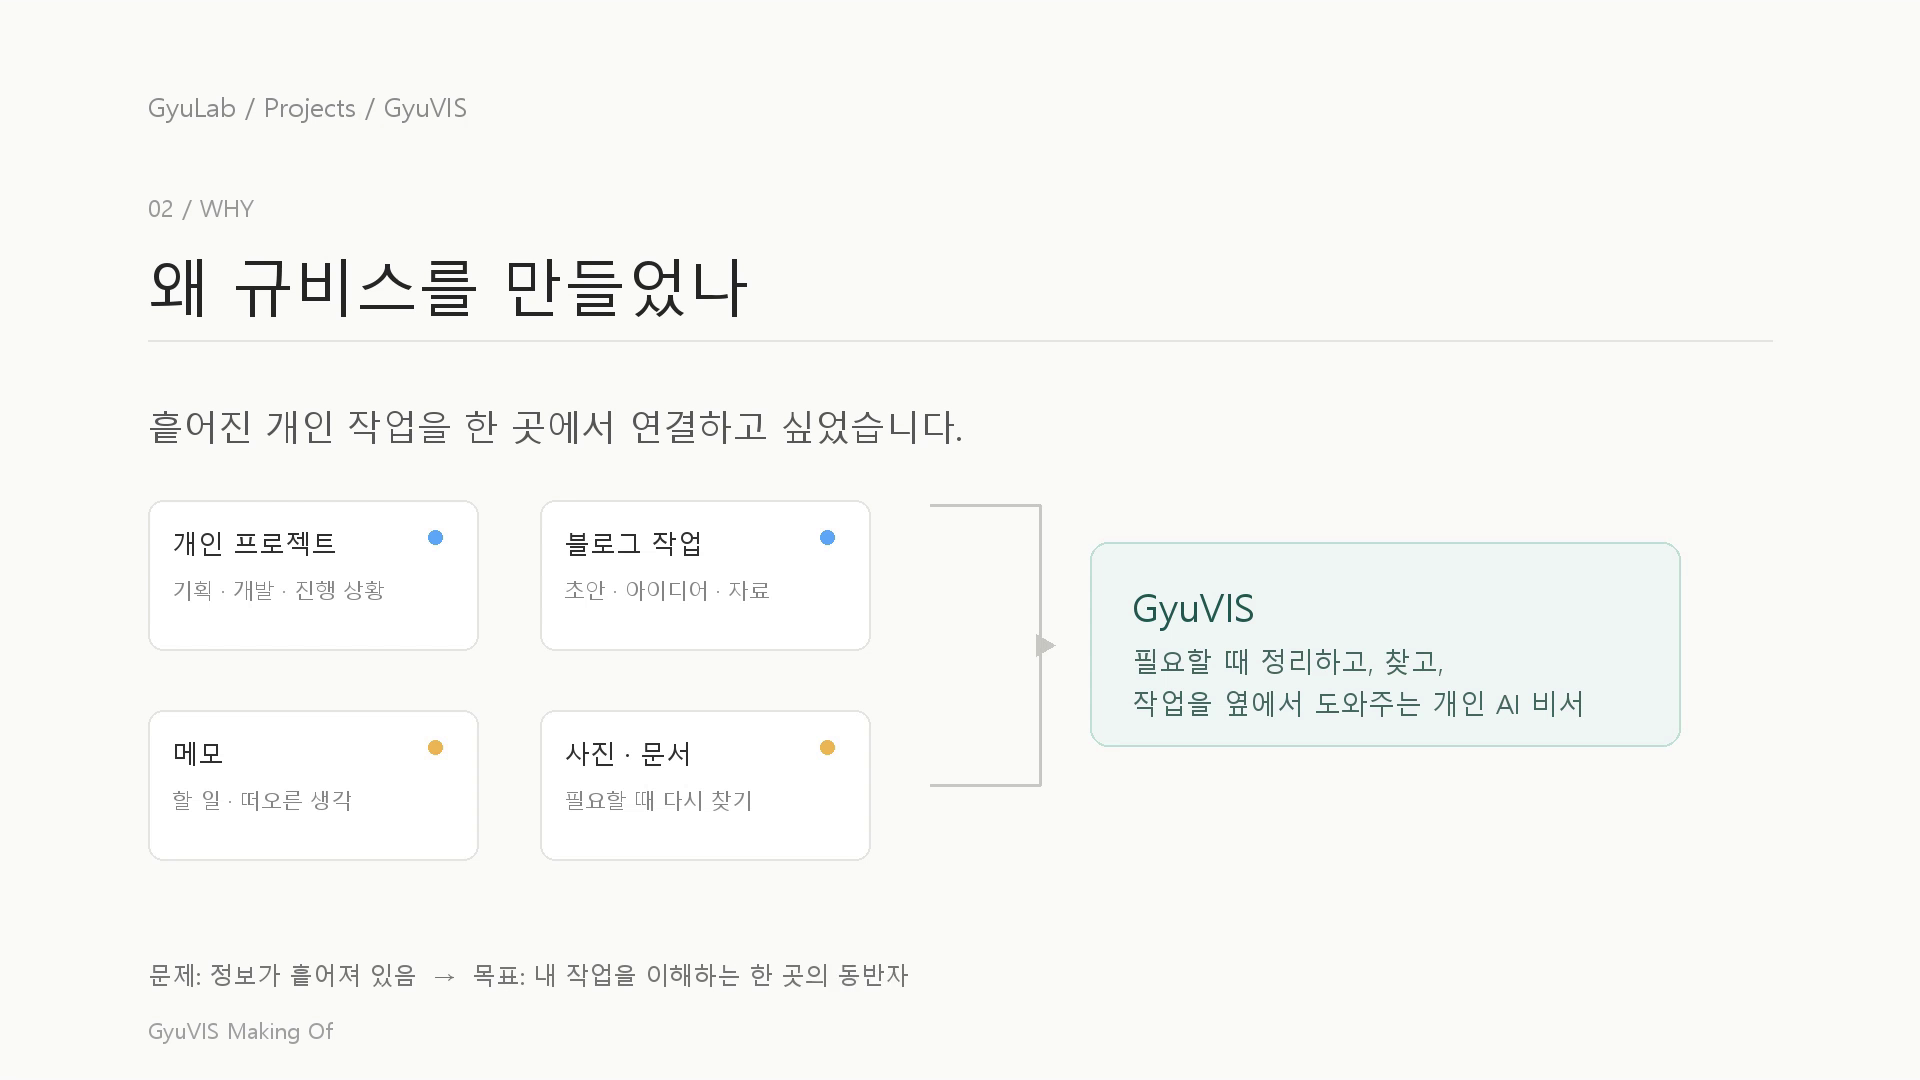 GyuLab / Projects / GyuVIS
02 / WHY
왜 규비스를 만들었나
흩어진 개인 작업을 한 곳에서 연결하고 싶었습니다.
개인 프로젝트
기획 · 개발 · 진행 상황
블로그 작업
초안 · 아이디어 · 자료
메모
할 일 · 떠오른 생각
사진 · 문서
필요할 때 다시 찾기
GyuVIS
필요할 때 정리하고, 찾고,
작업을 옆에서 도와주는 개인 AI 비서
문제: 정보가 흩어져 있음 → 목표: 내 작업을 이해하는 한 곳의 동반자
GyuVIS Making Of